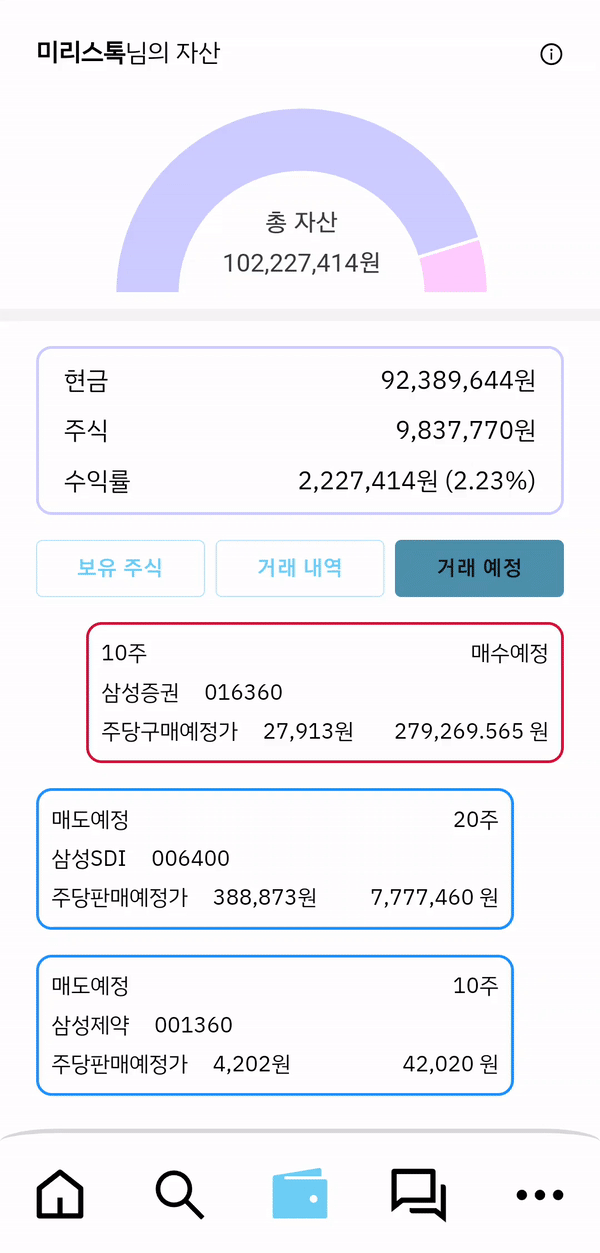 미리스톡님의 자산
총 자산
102,227,414원
현금 92,389,644원
주식 9,837,770원
수익률 2,227,414원 (2.23%)
보유 주식 거래 내역 거래 예정
10주 매수예정
삼성증권 016360
주당구매예정가 27,913원 279,269.565 원
매도예정 20주
삼성SDI 006400
주당판매예정가 388,873원 7,777,460 원
매도예정 10주
삼성제약 001360
주당판매예정가 4,202원 42,020 원